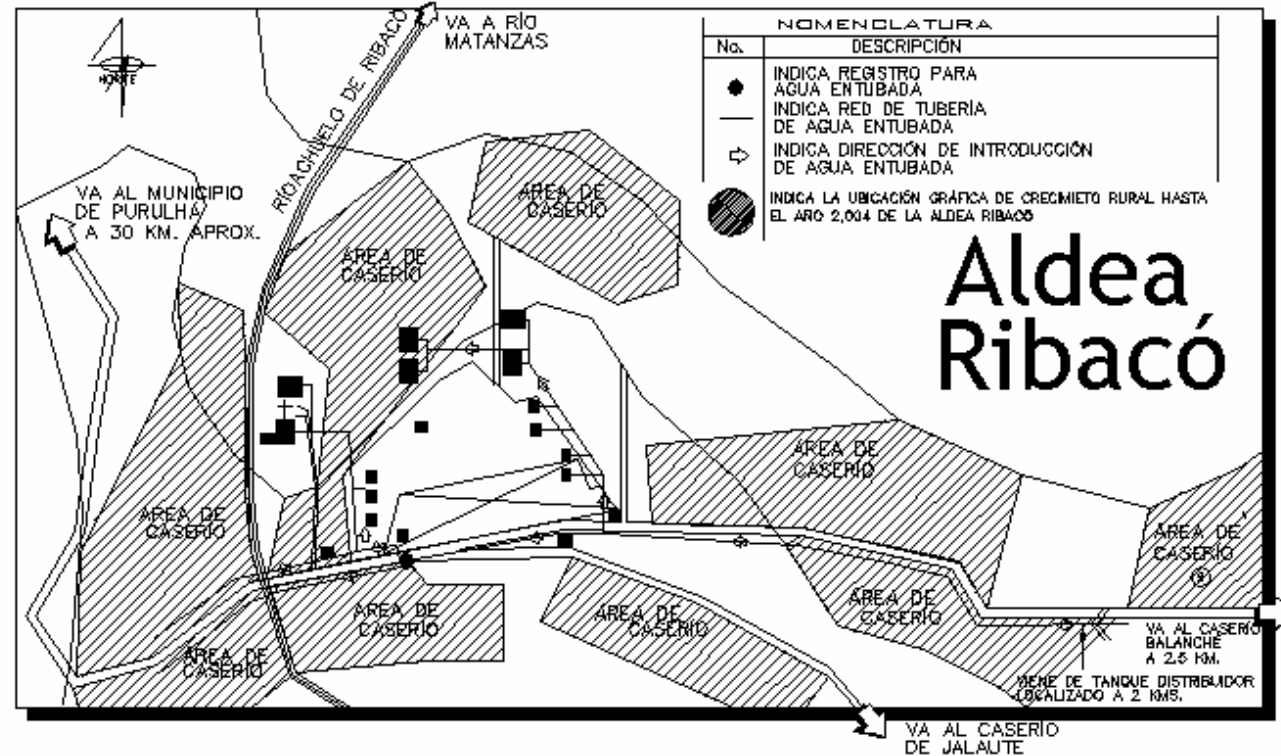 VA A RÍO
MATANZAS
NORTE
RÍOACHUELO DE RIBACÓ
NOMENCLATURA
No. DESCRIPCIÓN
INDICA REGISTRO PARA
AGUA ENTUBADA
INDICA RED DE TUBERÍA
DE AGUA ENTUBADA
INDICA DIRECCIÓN DE INTRODUCCIÓN
DE AGUA ENTUBADA
INDICA LA UBICACIÓN GRÁFICA DE CRECIMIETO RURAL HASTA
EL AÑO 2,004 DE LA ALDEA RIBACÓ
VA AL MUNICIPIO
DE PURULHÁ
A 30 KM. APROX.
ÁREA DE
CASERÍO
ÁREA DE
CASERÍO
Aldea
Ribacó
ÁREA DE
CASERÍO
ÁREA DE
CASERÍO
ÁREA DE
CASERÍO
ÁREA DE
CASERÍO
ÁREA DE
CASERÍO
ÁREA DE
CASERÍO
ÁREA DE
CASERÍO
VA AL CASERÍO
BALANCHÉ
A 2.5 KM.
VIENE DE TANQUE DISTRIBUIDOR
LOCALIZADO A 2 KMS.
VA AL CASERÍO
DE JALAUTE